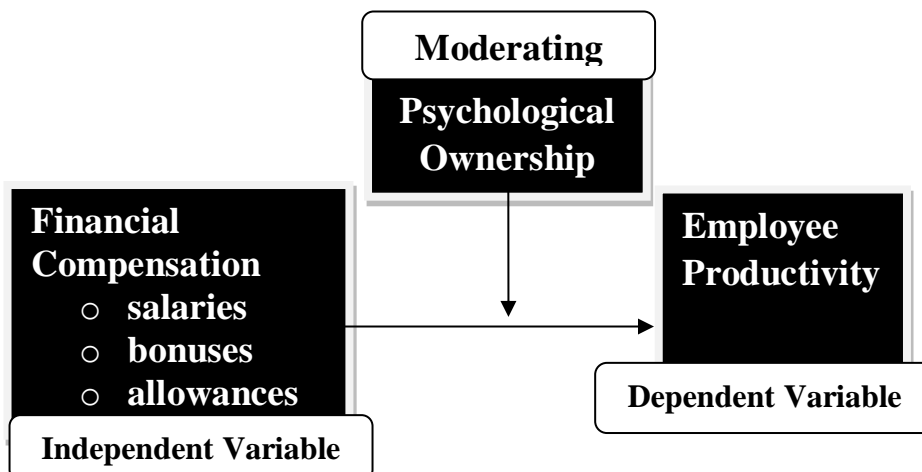 Moderating
Psychological
Ownership
Financial
Compensation
o salaries
o bonuses
o allowances
Independent Variable
Employee
Productivity
Dependent Variable